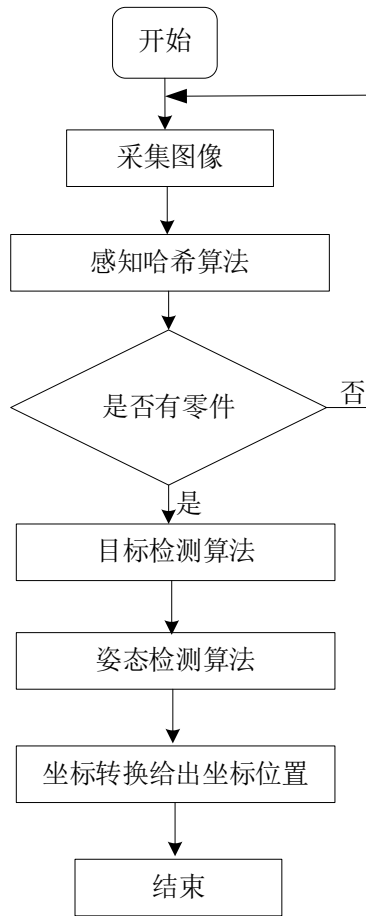 开始
采集图像
感知哈希算法
是否有零件
否
是
目标检测算法
姿态检测算法
坐标转换给出坐标位置
结束